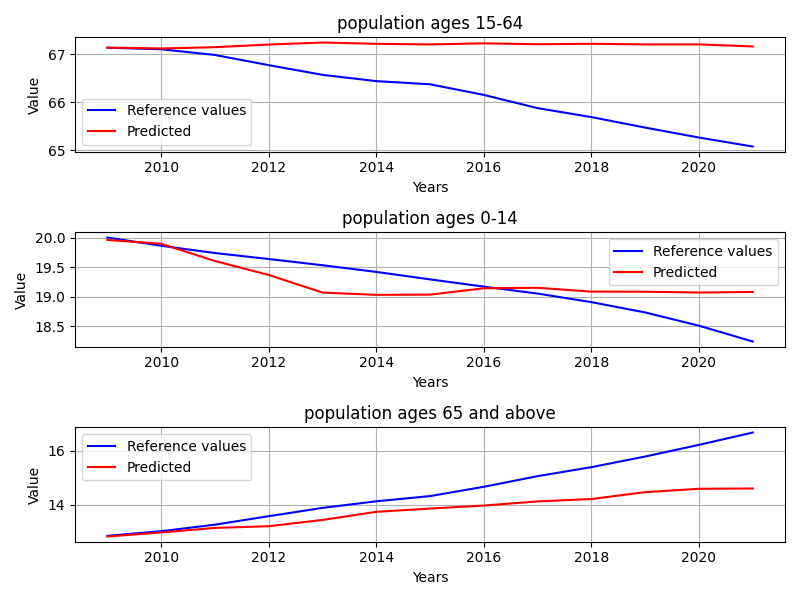 population ages 15-64
67
66
65
Value
Reference values
Predicted
2010 2012 2014 2016 2018 2020
Years
population ages 0-14
20.0
19.5
19.0
18.5
Value
Reference values
Predicted
2010 2012 2014 2016 2018 2020
Years
population ages 65 and above
16
14
Value
Reference values
Predicted
2010 2012 2014 2016 2018 2020
Years